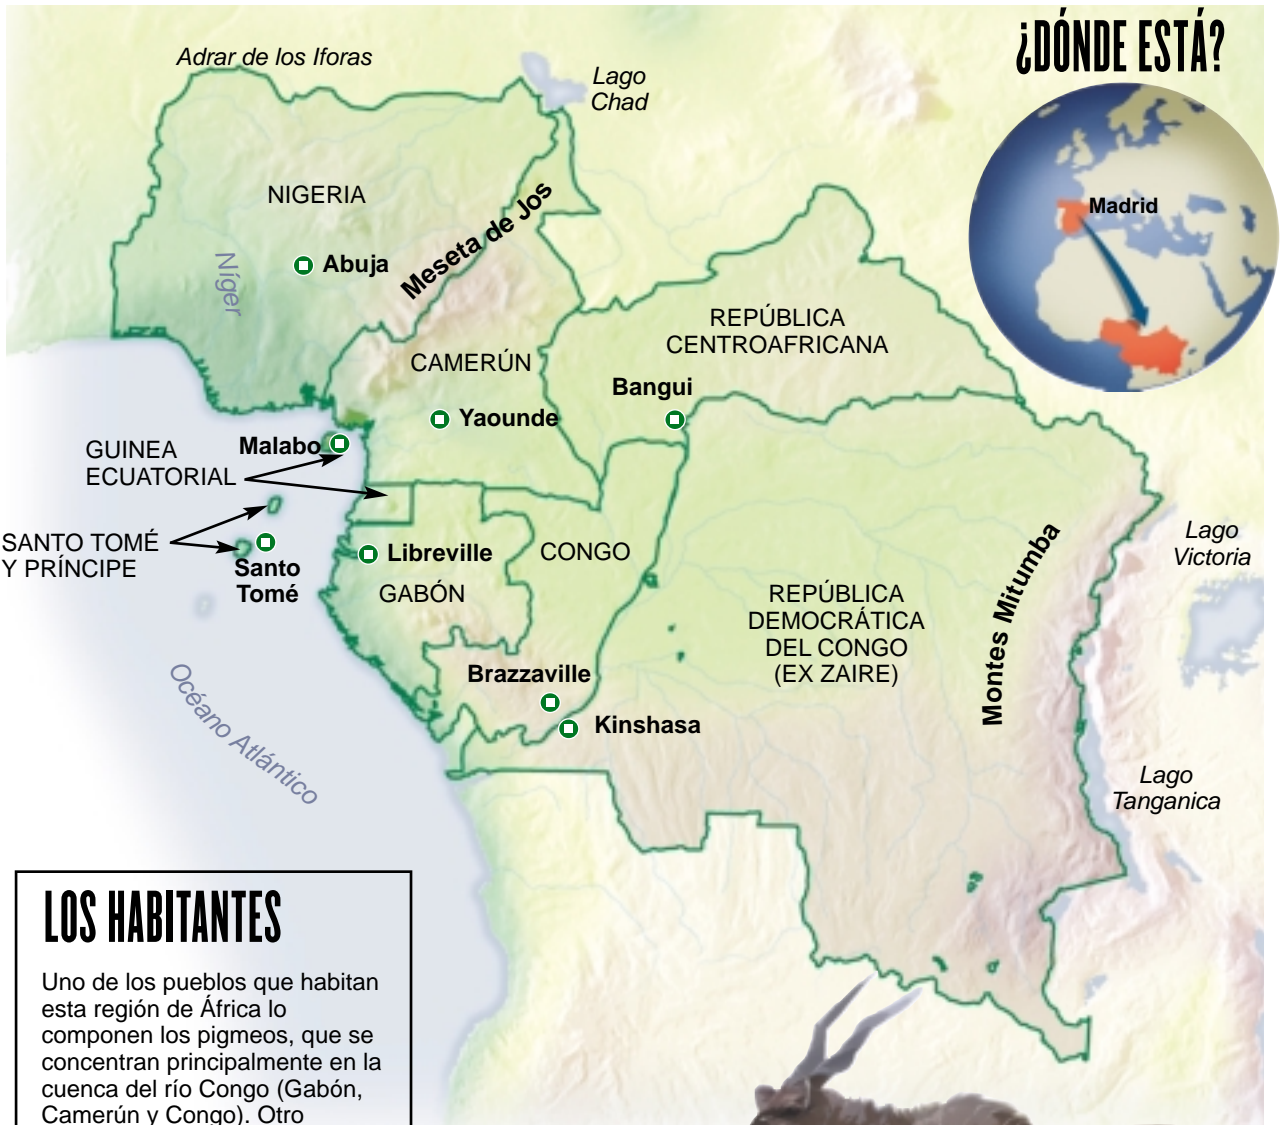 ¿DÓNDE ESTÁ?
Madrid
Adrar de los Iforas
Lago
Chad
NIGERIA
Níger
Abuja
Meseta de Jos
REPÚBLICA
CENTROAFRICANA
CAMERÚN
Bangui
Yaounde
Malabo
GUINEA
ECUATORIAL
SANTO TOMÉ
Y PRÍNCIPE
Santo
Tomé
Libreville
GABÓN
CONGO
REPÚBLICA
DEMOCRÁTICA
DEL CONGO
(EX ZAIRE)
Montes Mitumba
Lago
Victoria
Brazzaville
Kinshasa
Océano Atlántico
Lago
Tanganica
LOS HABITANTES
Uno de los pueblos que habitan
esta región de África lo
componen los pigmeos, que se
concentran principalmente en la
cuenca del río Congo (Gabón,
Camerún y Congo). Otro